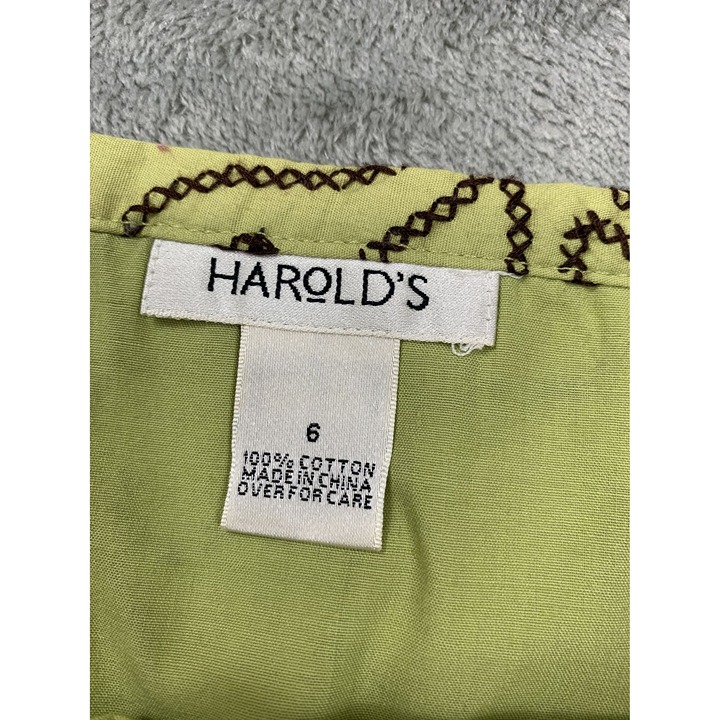 HAROLD'S
6
100% COTTON
MADE IN CHINA
OVER FOR CARE